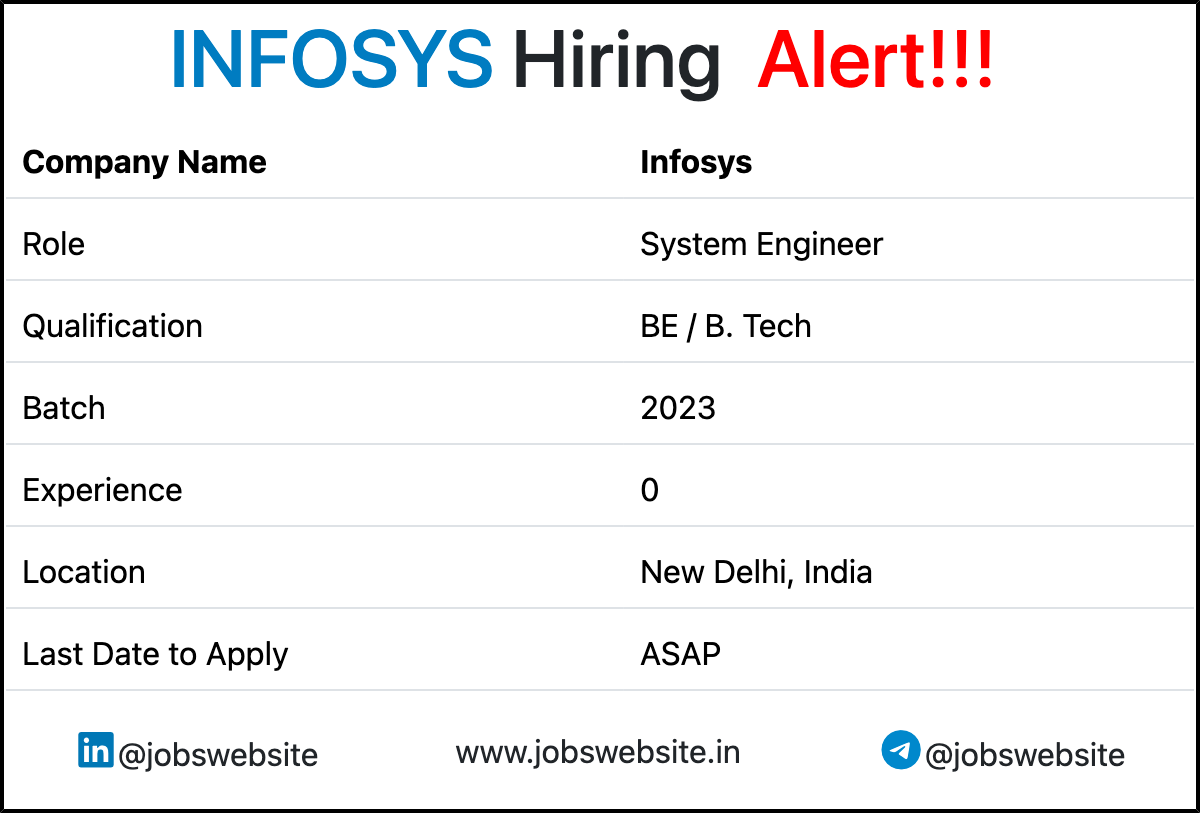 INFOSYS Hiring Alert!!!
Company Name Infosys
Role System Engineer
Qualification BE / B. Tech
Batch 2023
Experience 0
Location New Delhi, India
Last Date to Apply ASAP
in @jobswebsite www.jobswebsite.in @jobswebsite